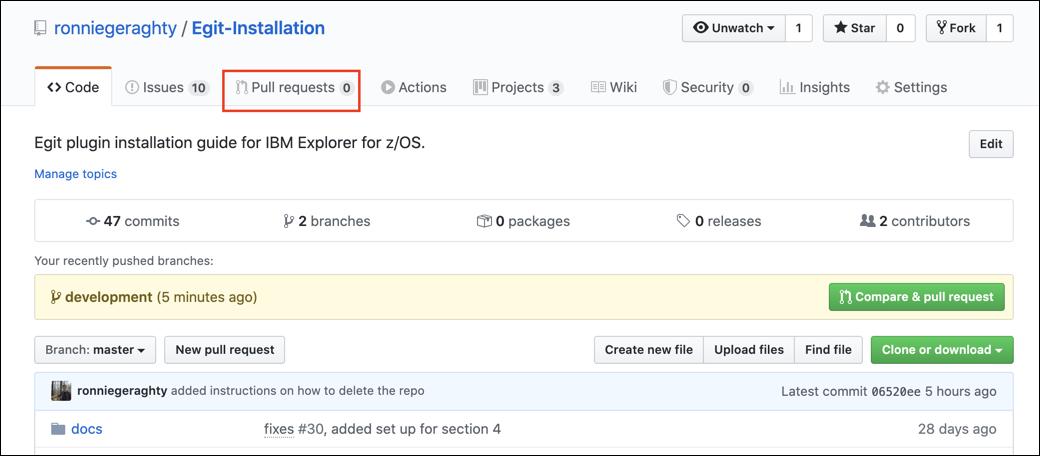 ronniegeraghty / Egit-Installation
Unwatch 1 Star 0 Fork 1
<> Code Issues 10 Pull requests 0 Actions Projects 3 Wiki Security 0 Insights Settings
Egit plugin installation guide for IBM Explorer for z/OS.
Edit
Manage topics
47 commits 2 branches 0 packages 0 releases 2 contributors
Your recently pushed branches:
development (5 minutes ago) Compare & pull request
Branch: master New pull request Create new file Upload files Find file Clone or download
ronniegeraghty added instructions on how to delete the repo Latest commit 06520ee 5 hours ago
docs fixes #30, added set up for section 4 28 days ago